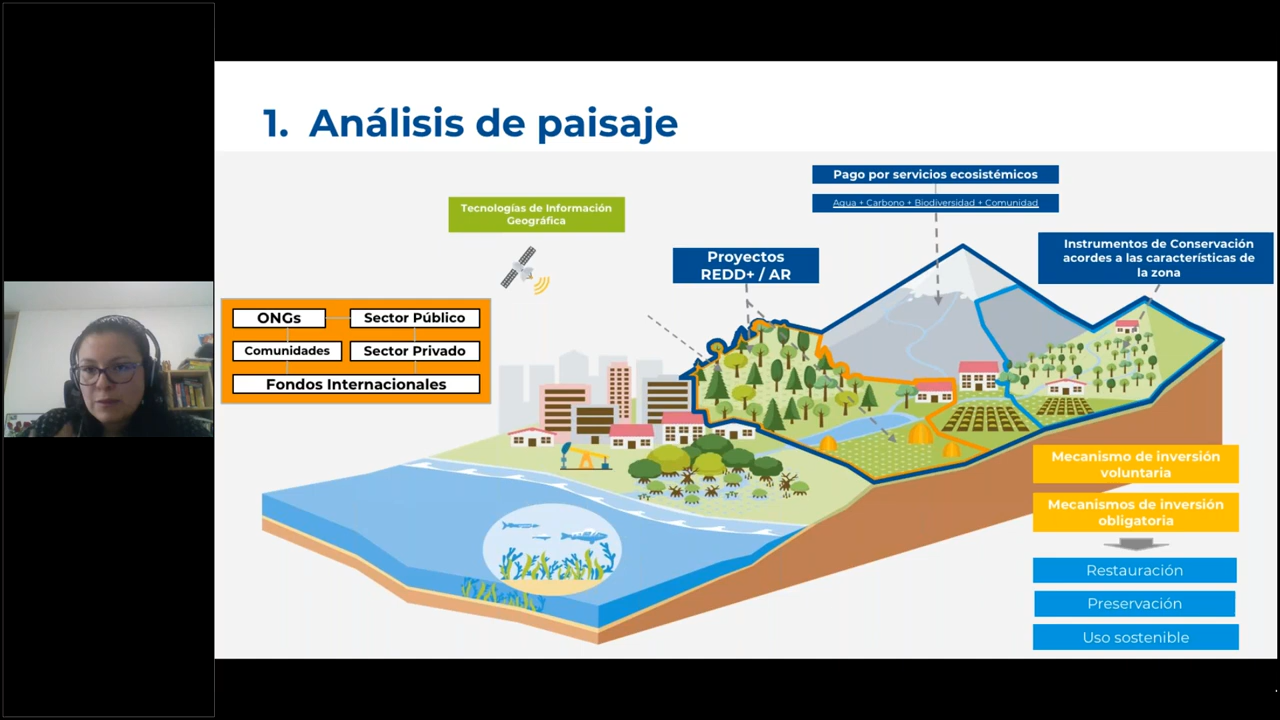 1. Análisis de paisaje
Pago por servicios ecosistémicos
Agua + Carbono + Biodiversidad + Comunidad
Tecnologías de Información
Geográfica
Proyectos
REDD+ / AR
Instrumentos de Conservación
acordes a las características de
la zona
ONGs
Sector Público
Comunidades
Sector Privado
Fondos Internacionales
Mecanismo de inversión
voluntaria
Mecanismos de inversión
obligatoria
Restauración
Preservación
Uso sostenible